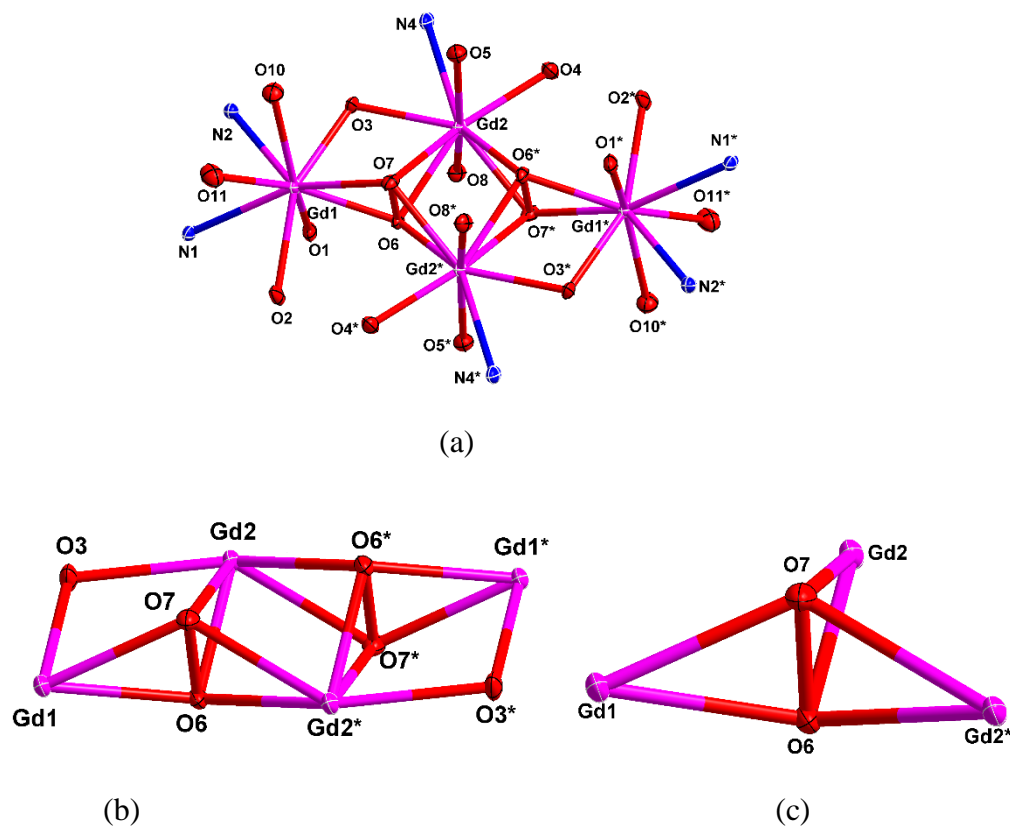 N4
O5
O4
O10
O2*
N2
O3
Gd2
O1*
N1*
O7
O6*
O11
O8
O11*
Gd1
O8*
Gd1*
N1
O1
O6
O7*
Gd2*
O3*
N2*
O2
O4*
O10*
O5*
N4*
(a)
Gd2
O6*
Gd1*
O3
O7
O7*
Gd1
O6
Gd2*
O3*
(b)
Gd2
O7
Gd1
O6
Gd2*
(c)